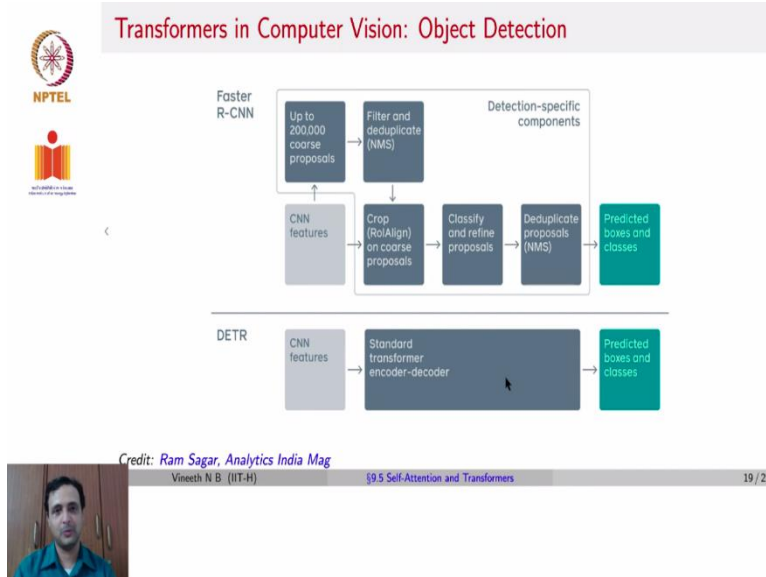 Transformers in Computer Vision: Object Detection
NPTEL
Faster
R-CNN
Up to
200,000
coarse
proposals
Filter and
deduplicate
(NMS)
Detection-specific
components
CNN
features
Crop
(RoIAlign)
on coarse
proposals
Classify
and refine
proposals
Deduplicate
proposals
(NMS)
Predicted
boxes and
classes
DETR
CNN
features
Standard
transformer
encoder-decoder
Predicted
boxes and
classes
Credit: Ram Sagar, Analytics India Mag
Vineeth N B (IIT-H) §9.5 Self-Attention and Transformers 19 / 2